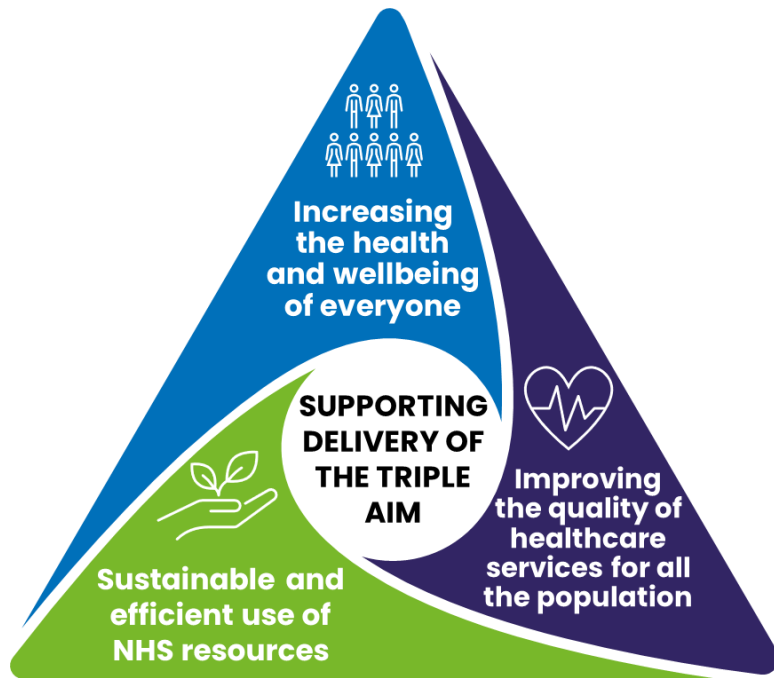 Increasing
the health
and wellbeing
of everyone
SUPPORTING
DELIVERY OF
THE TRIPLE
AIM
Improving
the quality of
healthcare
services for all
the population
Sustainable and
efficient use of
NHS resources